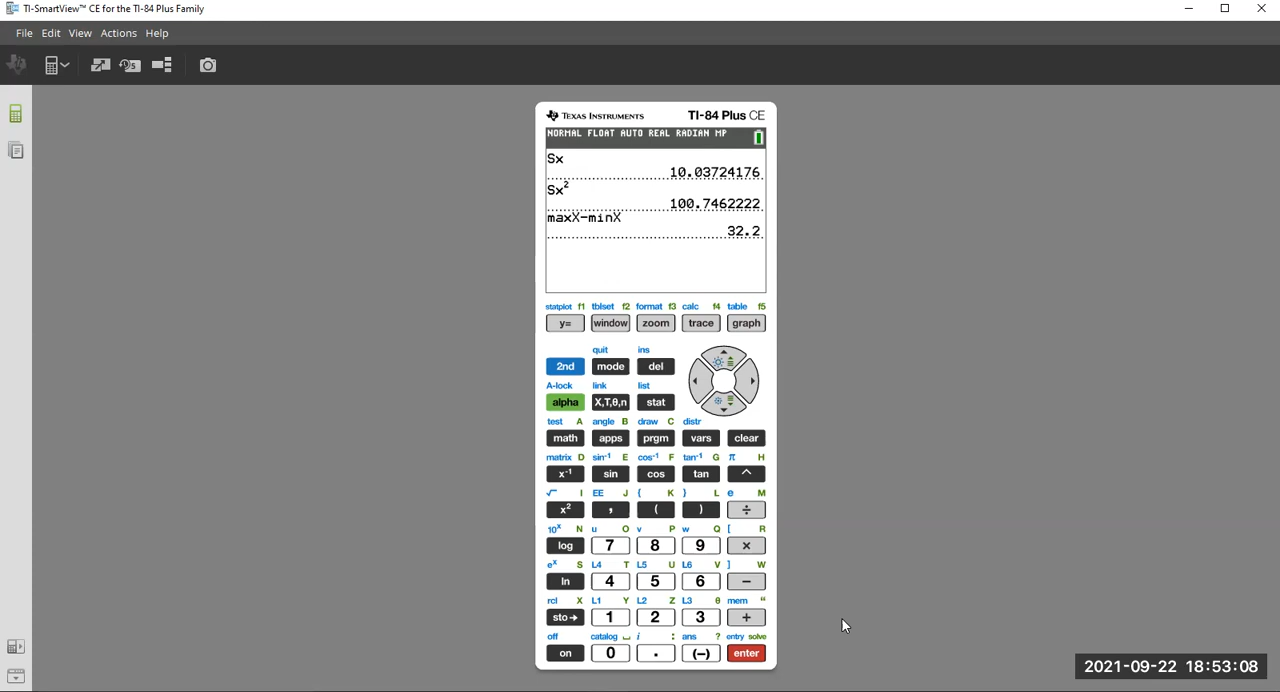 TI-SmartView™ CE for the TI-84 Plus Family
File Edit View Actions Help
TEXAS INSTRUMENTS TI-84 Plus CE
NORMAL FLOAT AUTO REAL RADIAN MP
Sx
10.03724176
Sx²
100.7462222
maxX-minX
32.2
statplot f1 tblset f2 format f3 calc f4 table f5
y= window zoom trace graph
quit ins
2nd mode del
A-lock link list
alpha X,T,θ,n stat
test A angle B draw C distr
math apps prgm vars clear
matrix D sin⁻¹ E cos⁻¹ F tan⁻¹ G π H
x⁻¹ sin cos tan ^
√ I EE J { K } L e M
x² , ( ) ÷
10ˣ N u O v P w Q [ R
log 7 8 9 ×
eˣ S L4 T L5 U L6 V ] W
ln 4 5 6 −
rcl X L1 Y L2 Z L3 θ mem “
sto→ 1 2 3 +
off catalog ⎵ i : ans ? entry solve
on 0 . (−) enter
2021-09-22 18:53:08